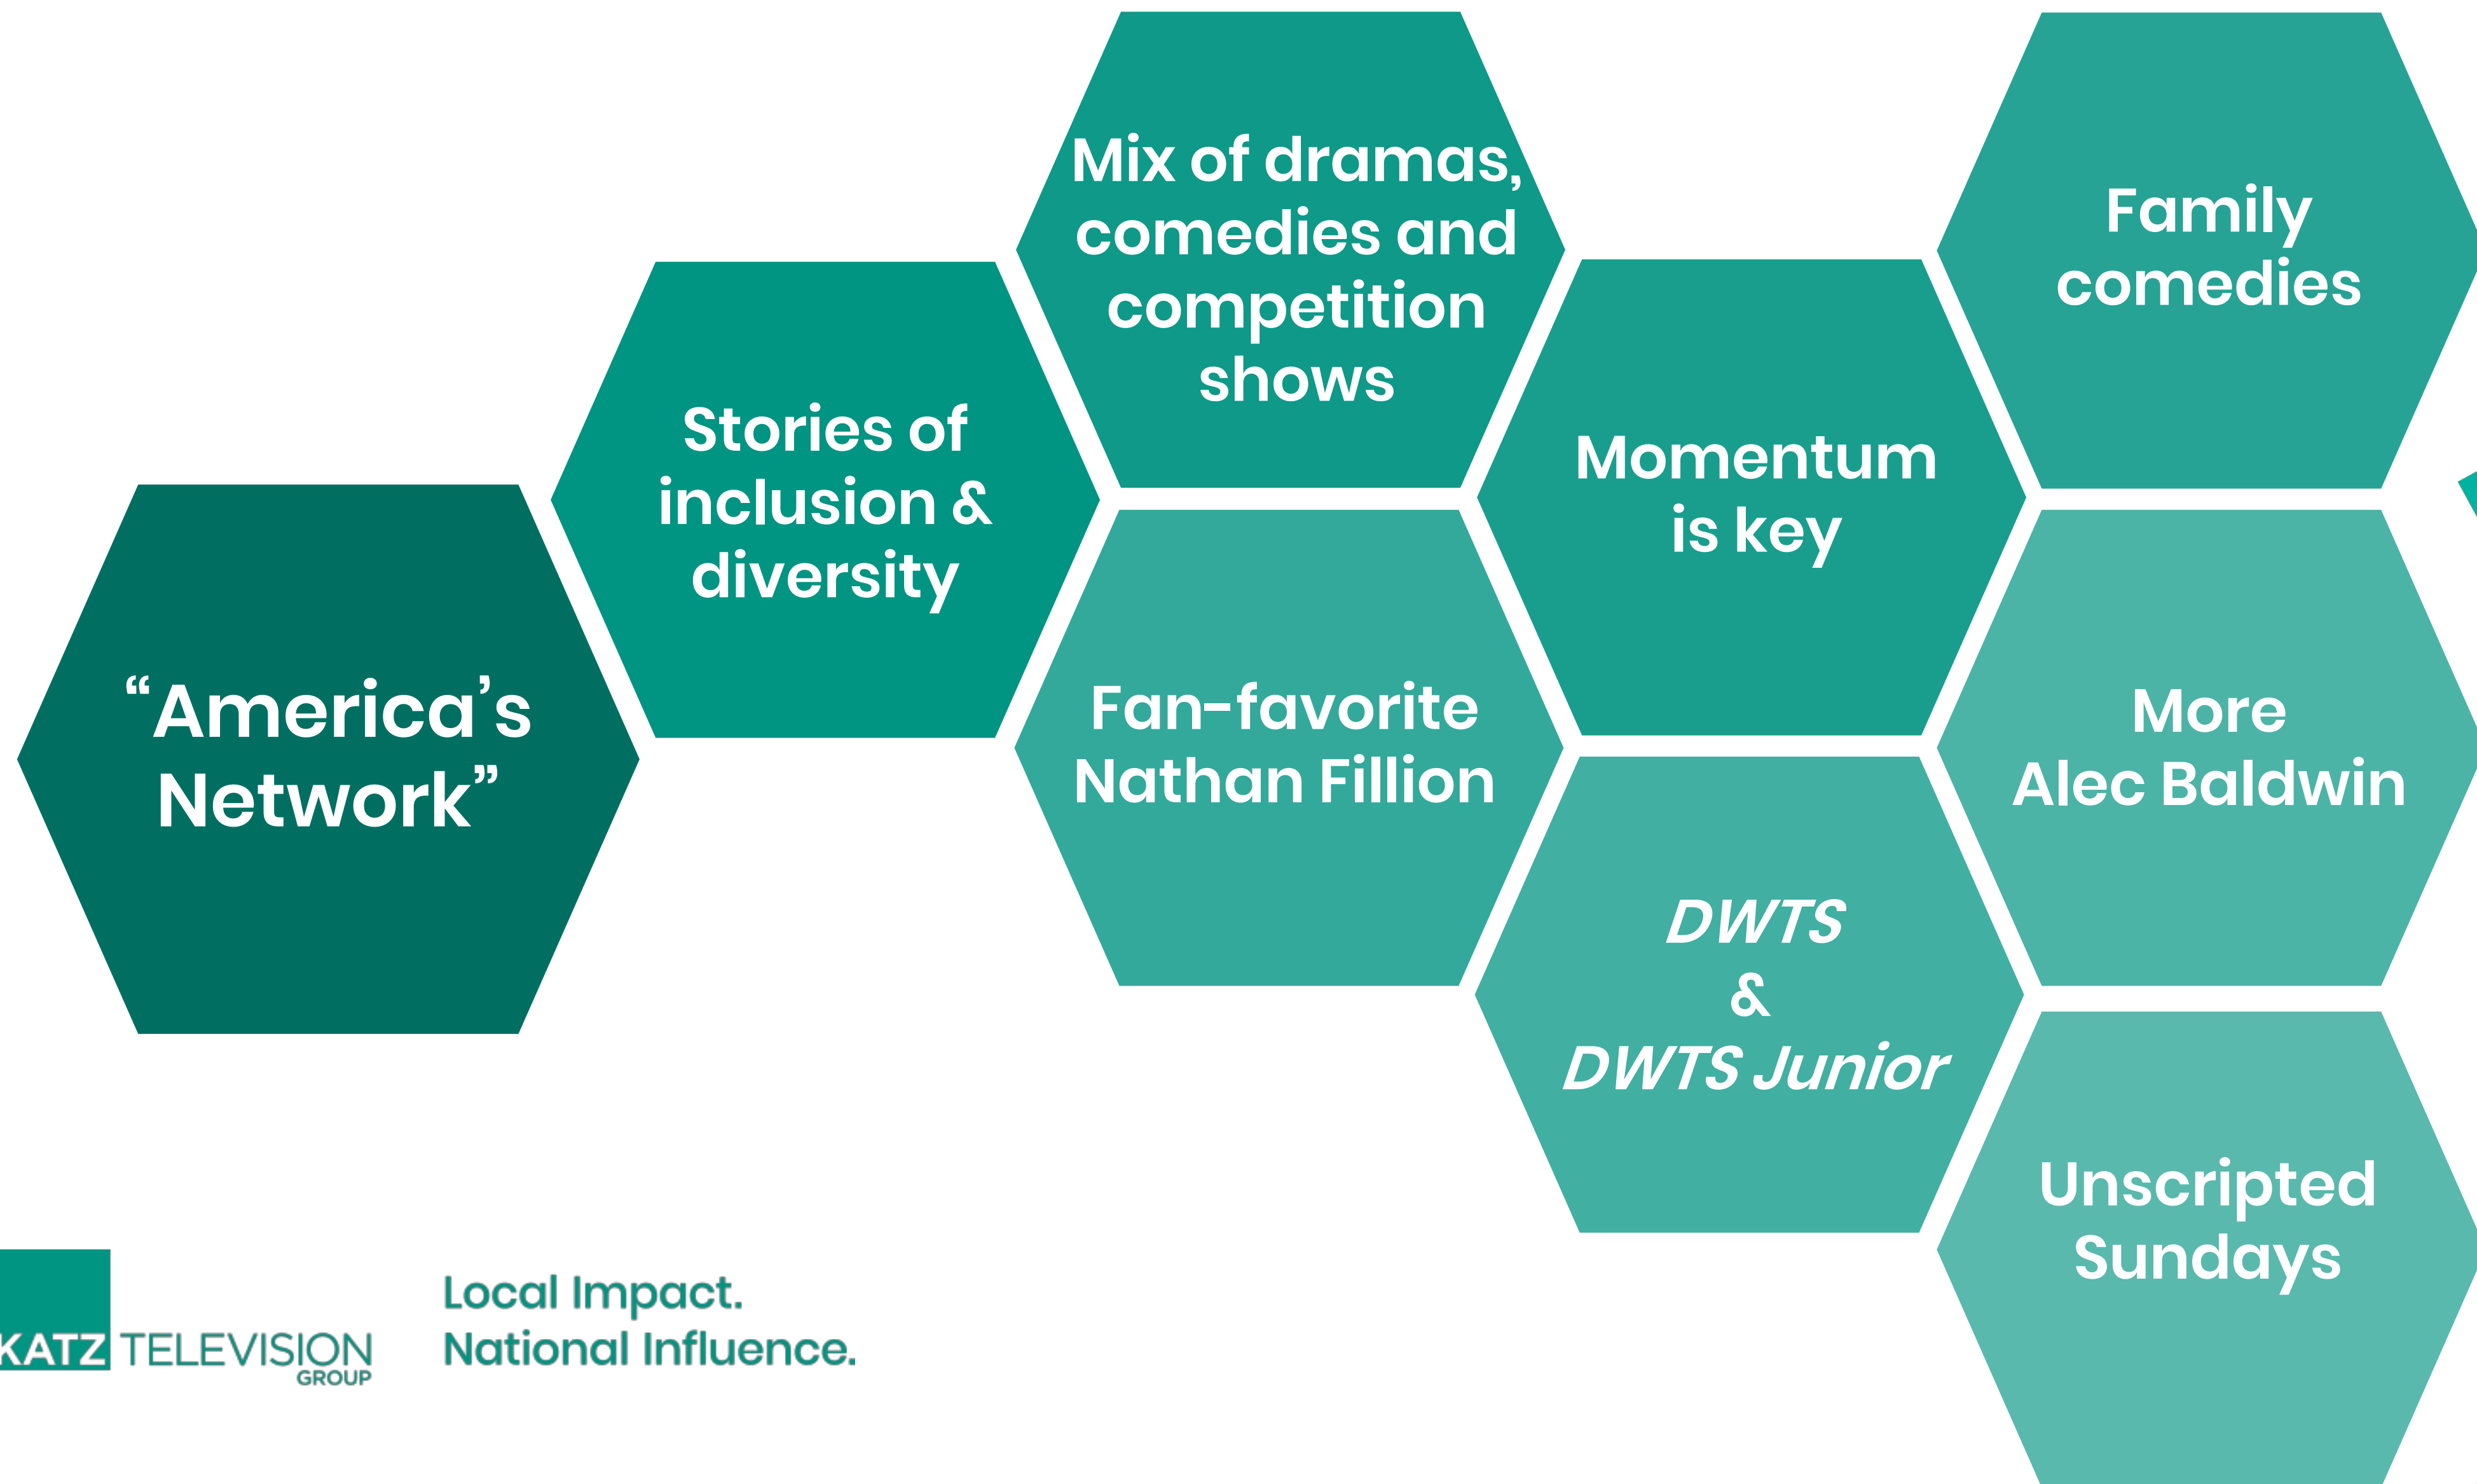 “America’s
Network”
Stories of
inclusion &
diversity
Mix of dramas,
comedies and
competition
shows
Fan-favorite
Nathan Fillion
Momentum
is key
DWTS
&
DWTS Junior
Family
comedies
More
Alec Baldwin
Unscripted
Sundays
KATZ TELEVISION
GROUP
Local Impact.
National Influence.